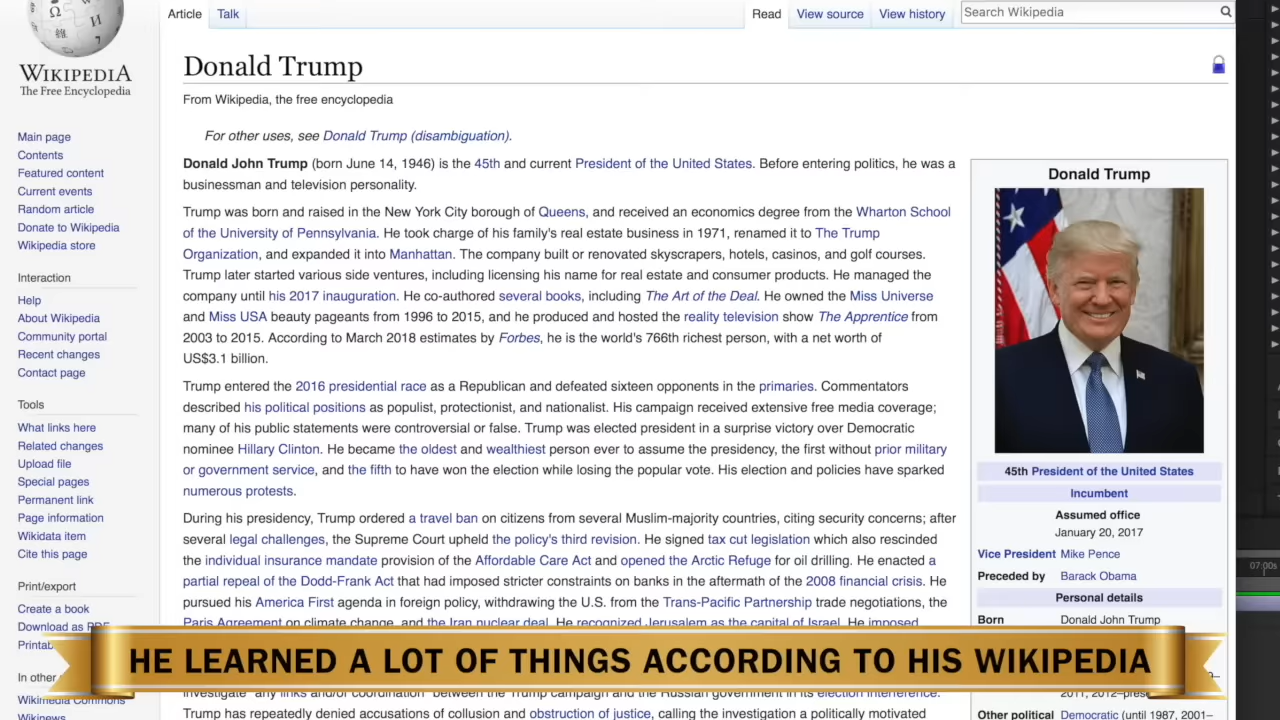 Article Talk Read View source View history Search Wikipedia
WIKIPEDIA
The Free Encyclopedia
Main page
Contents
Featured content
Current events
Random article
Donate to Wikipedia
Wikipedia store
Interaction
Help
About Wikipedia
Community portal
Recent changes
Contact page
Tools
What links here
Related changes
Upload file
Special pages
Permanent link
Page information
Wikidata item
Cite this page
Print/export
Create a book
Download as PDF
In other
Wikimedia Commons
Wikinews
Donald Trump
From Wikipedia, the free encyclopedia
For other uses, see Donald Trump (disambiguation).
Donald John Trump (born June 14, 1946) is the 45th and current President of the United States. Before entering politics, he was a
businessman and television personality.
Trump was born and raised in the New York City borough of Queens, and received an economics degree from the Wharton School
of the University of Pennsylvania. He took charge of his family's real estate business in 1971, renamed it to The Trump
Organization, and expanded it into Manhattan. The company built or renovated skyscrapers, hotels, casinos, and golf courses.
Trump later started various side ventures, including licensing his name for real estate and consumer products. He managed the
company until his 2017 inauguration. He co-authored several books, including The Art of the Deal. He owned the Miss Universe
and Miss USA beauty pageants from 1996 to 2015, and he produced and hosted the reality television show The Apprentice from
2003 to 2015. According to March 2018 estimates by Forbes, he is the world's 766th richest person, with a net worth of
US$3.1 billion.
Trump entered the 2016 presidential race as a Republican and defeated sixteen opponents in the primaries. Commentators
described his political positions as populist, protectionist, and nationalist. His campaign received extensive free media coverage;
many of his public statements were controversial or false. Trump was elected president in a surprise victory over Democratic
nominee Hillary Clinton. He became the oldest and wealthiest person ever to assume the presidency, the first without prior military
or government service, and the fifth to have won the election while losing the popular vote. His election and policies have sparked
numerous protests.
During his presidency, Trump ordered a travel ban on citizens from several Muslim-majority countries, citing security concerns; after
several legal challenges, the Supreme Court upheld the policy's third revision. He signed tax cut legislation which also rescinded
the individual insurance mandate provision of the Affordable Care Act and opened the Arctic Refuge for oil drilling. He enacted a
partial repeal of the Dodd-Frank Act that had imposed stricter constraints on banks in the aftermath of the 2008 financial crisis. He
pursued his America First agenda in foreign policy, withdrawing the U.S. from the Trans-Pacific Partnership trade negotiations, the
Paris Agreement on climate change, and the Iran nuclear deal. He recognized Jerusalem as the capital of Israel. He imposed
investigate "any links and/or coordination" between the Trump campaign and the Russian government in its election interference.
Trump has repeatedly denied accusations of collusion and obstruction of justice, calling the investigation a politically motivated
Donald Trump
45th President of the United States
Incumbent
Assumed office
January 20, 2017
Vice President Mike Pence
Preceded by Barack Obama
Personal details
Born Donald John Trump
Other political Democratic (until 1987, 2001–
07:00s
HE LEARNED A LOT OF THINGS ACCORDING TO HIS WIKIPEDIA